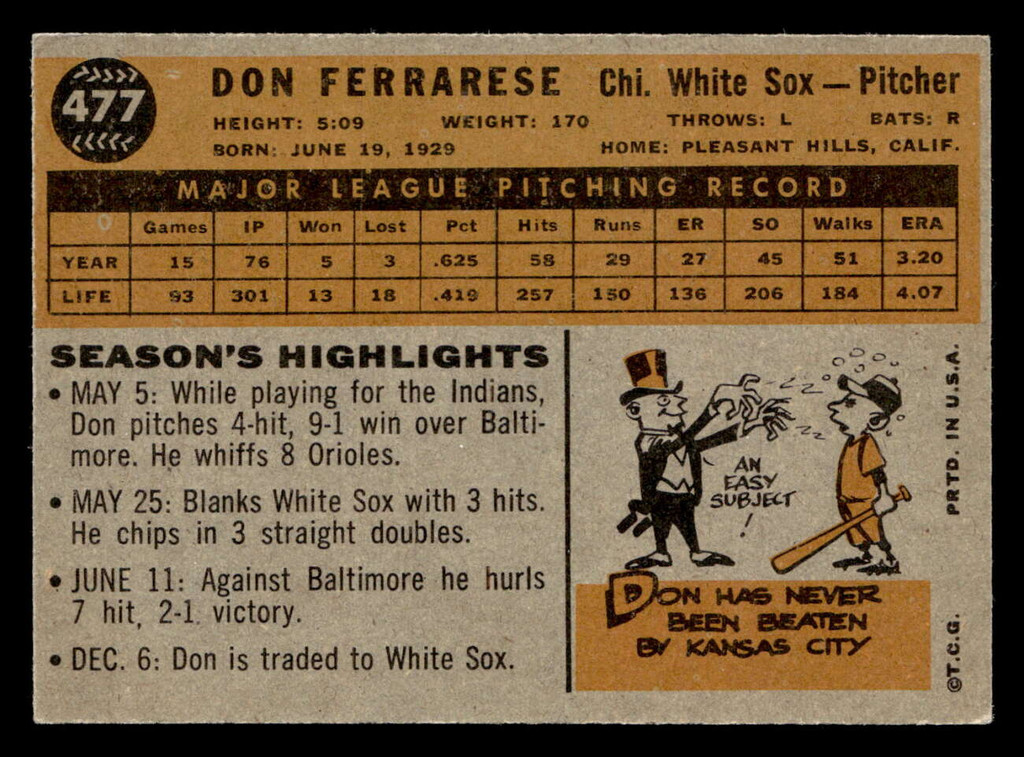 477
DON FERRARESE Chi. White Sox — Pitcher
HEIGHT: 5:09 WEIGHT: 170 THROWS: L BATS: R
BORN: JUNE 19, 1929 HOME: PLEASANT HILLS, CALIF.
MAJOR LEAGUE PITCHING RECORD
Games IP Won Lost Pct Hits Runs ER SO Walks ERA
YEAR 15 76 5 3 .625 58 29 27 45 51 3.20
LIFE 93 301 13 18 .419 257 150 136 206 184 4.07
SEASON'S HIGHLIGHTS
• MAY 5: While playing for the Indians,
Don pitches 4-hit, 9-1 win over Balti-
more. He whiffs 8 Orioles.
• MAY 25: Blanks White Sox with 3 hits.
He chips in 3 straight doubles.
• JUNE 11: Against Baltimore he hurls
7 hit, 2-1 victory.
• DEC. 6: Don is traded to White Sox.
AN
EASY
SUBJECT
!
DON HAS NEVER
BEEN BEATEN
BY KANSAS CITY
©T.C.G. PRTD. IN U.S.A.